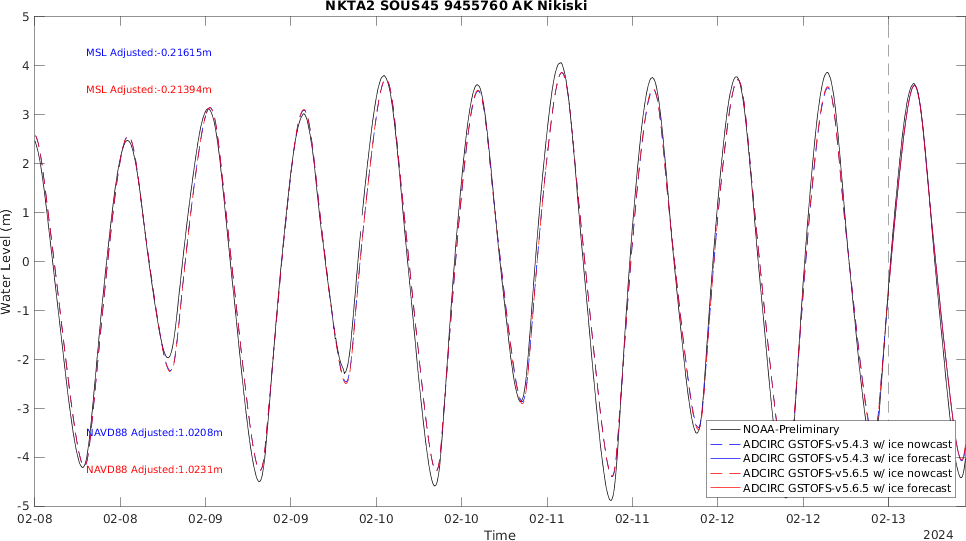 NKTA2 SOUS45 9455760 AK Nikiski
5
4
3
2
1
0
-1
-2
-3
-4
-5
Water Level (m)
MSL Adjusted:-0.21615m
MSL Adjusted:-0.21394m
NAVD88 Adjusted:1.0208m
NAVD88 Adjusted:1.0231m
NOAA-Preliminary
ADCIRC GSTOFS-v5.4.3 w/ ice nowcast
ADCIRC GSTOFS-v5.4.3 w/ ice forecast
ADCIRC GSTOFS-v5.6.5 w/ ice nowcast
ADCIRC GSTOFS-v5.6.5 w/ ice forecast
02-08 02-08 02-09 02-09 02-10 02-10 02-11 02-11 02-12 02-12 02-13
Time
2024